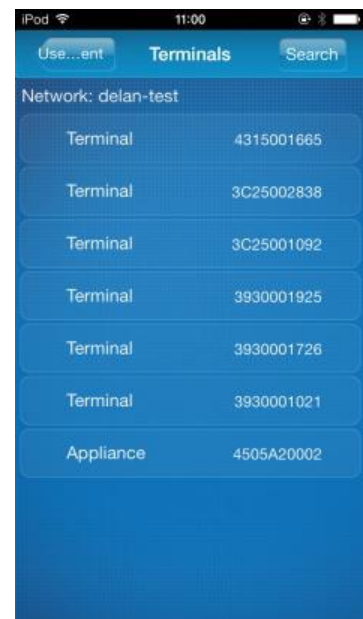 iPod 11:00
Use...ent Terminals Search
Network: delan-test
Terminal 4315001665
Terminal 3C25002838
Terminal 3C25001092
Terminal 3930001925
Terminal 3930001726
Terminal 3930001021
Appliance 4505A20002